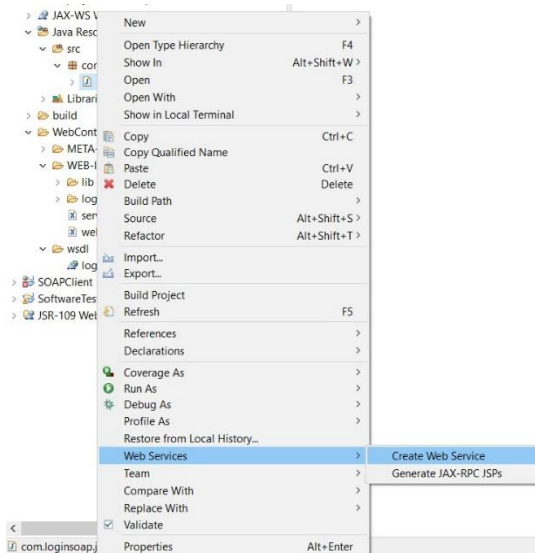 JAX-WS
Java Resc
src
cor
Librari
build
WebCont
META-
WEB-I
lib
log
ser
wel
wsdl
log
SOAPClient
SoftwareTes
JSR-109 Wel
New
Open Type Hierarchy F4
Show In Alt+Shift+W >
Open F3
Open With
Show in Local Terminal
Copy Ctrl+C
Copy Qualified Name
Paste Ctrl+V
Delete Delete
Build Path
Source Alt+Shift+S >
Refactor Alt+Shift+T >
Import...
Export...
Build Project
Refresh F5
References
Declarations
Coverage As
Run As
Debug As
Profile As
Restore from Local History...
Web Services
Create Web Service
Team
Generate JAX-RPC JSPs
Compare With
Replace With
Validate
Properties Alt+Enter
com.loginsoap.j